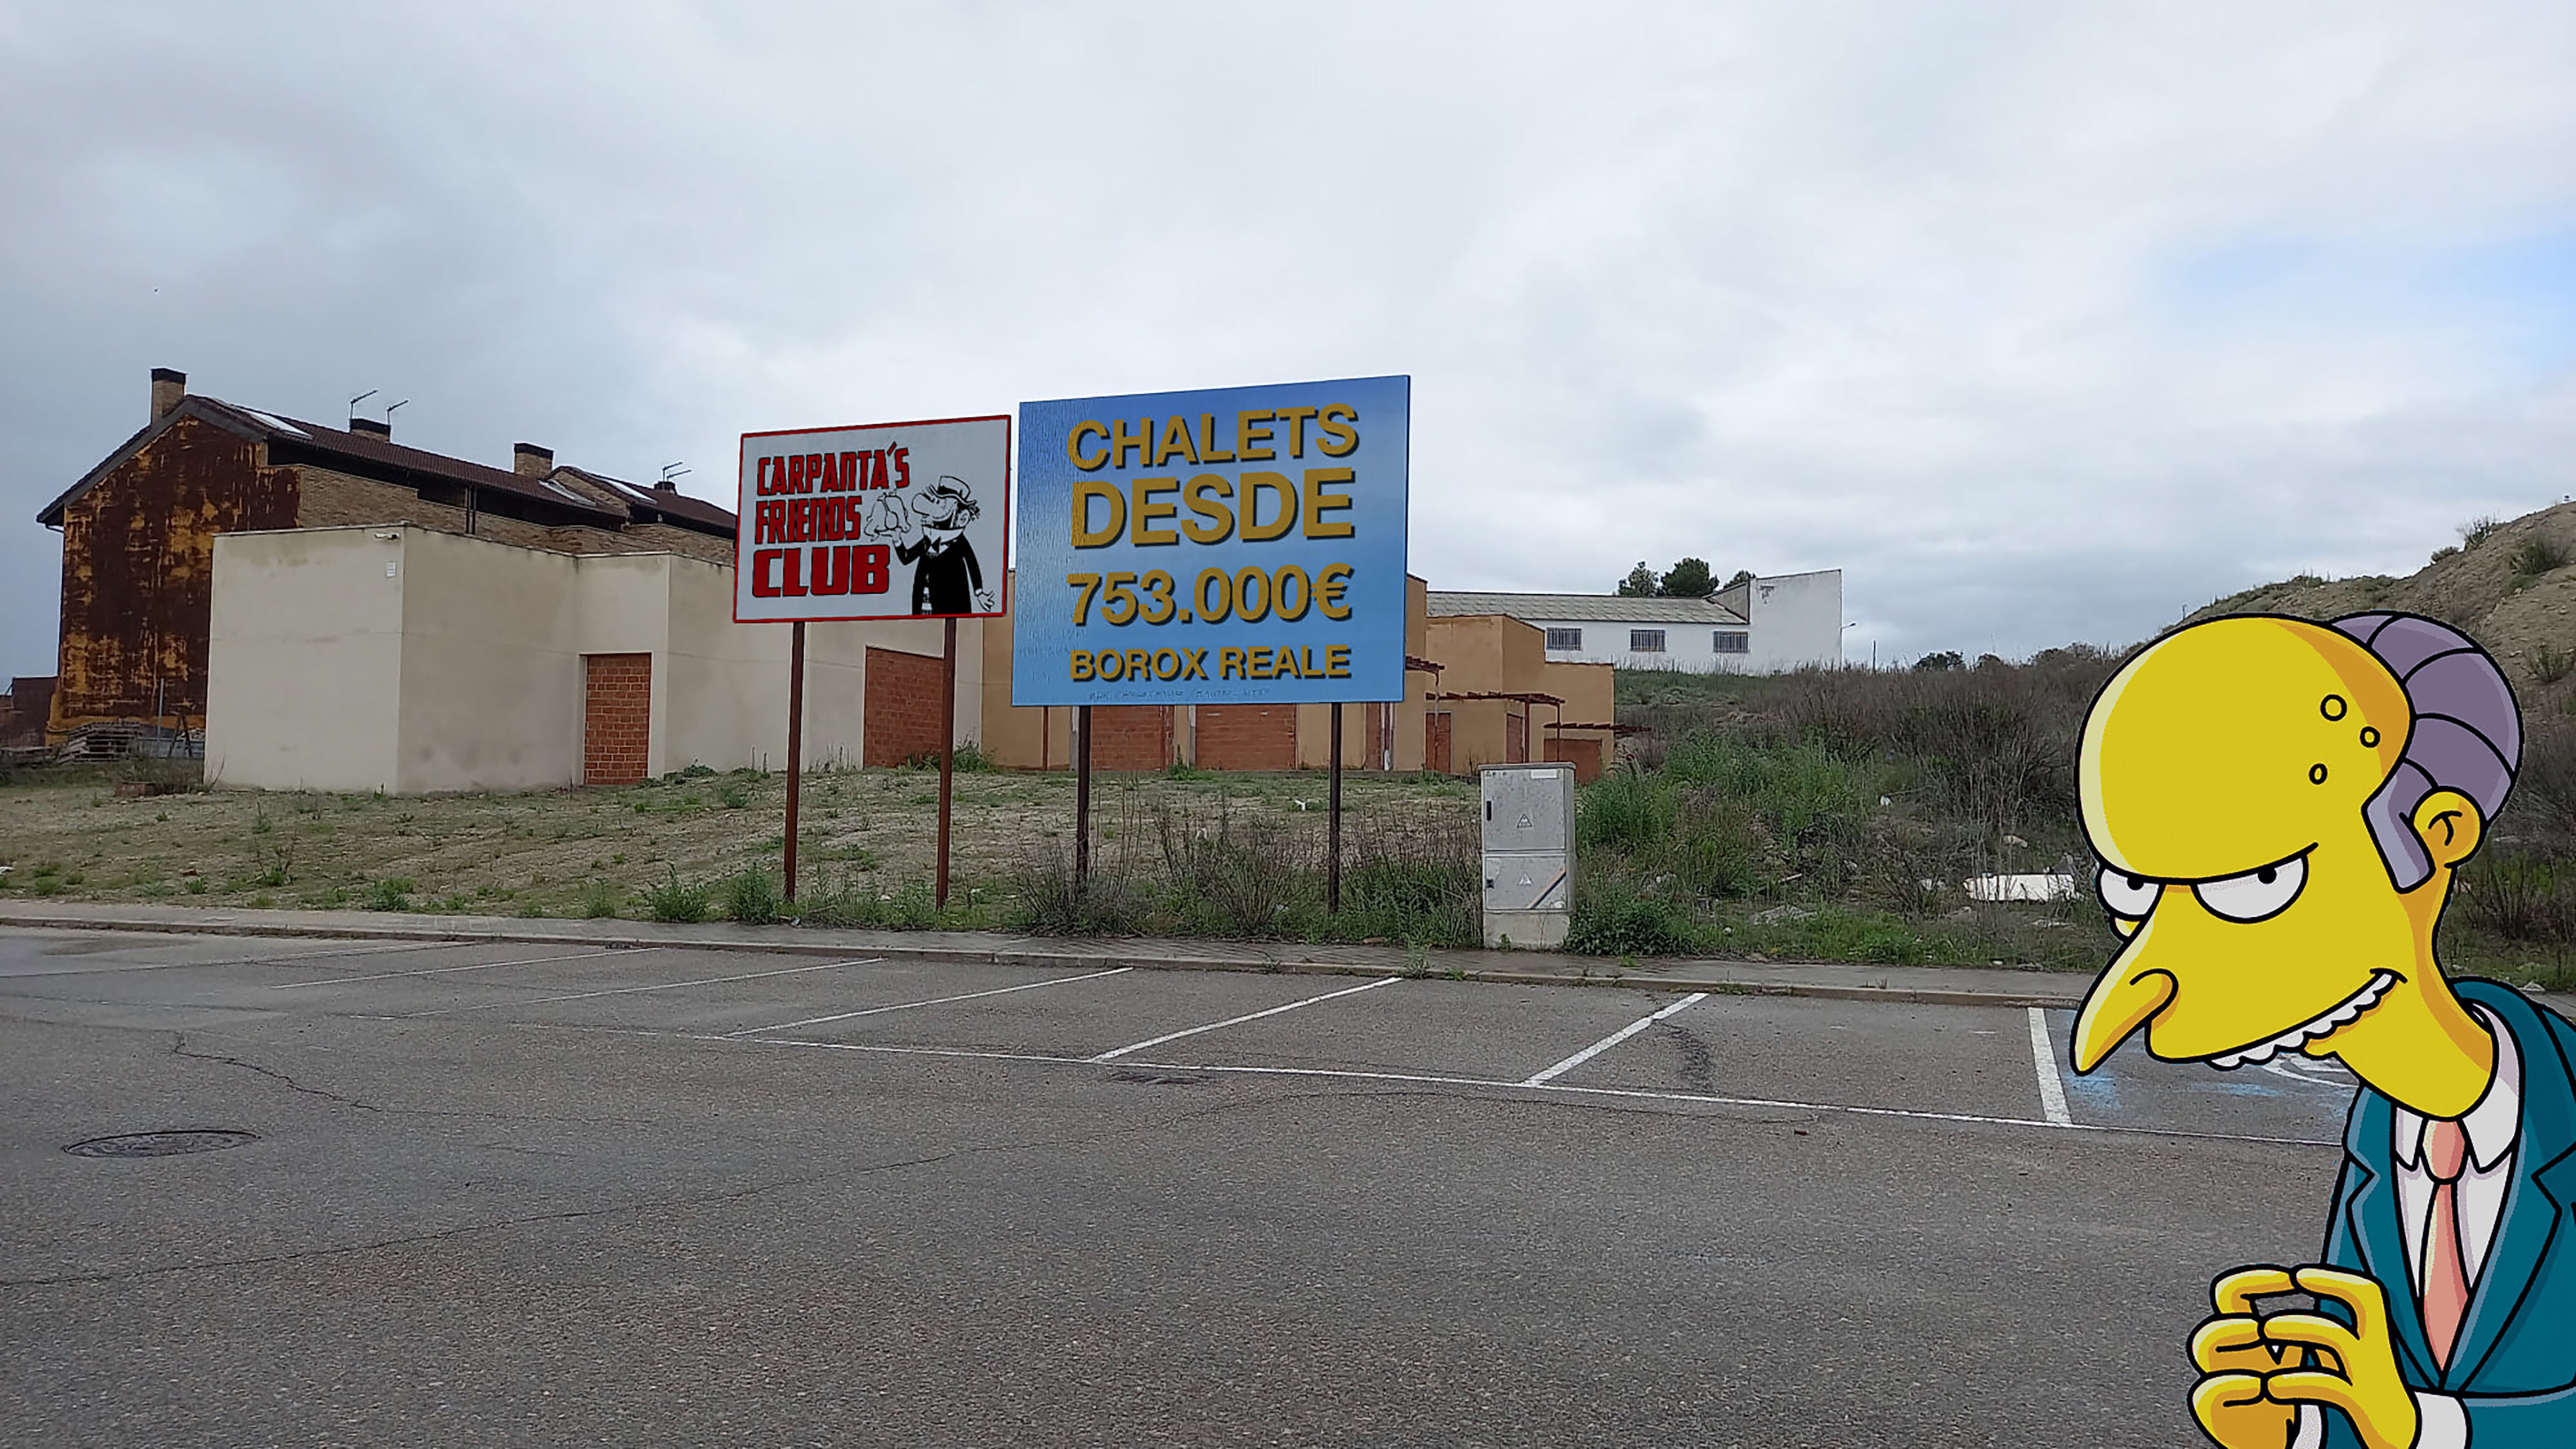 CARPANTA'S
FRIENDS
CLUB
CHALETS
DESDE
753.000€
BOROX REALE